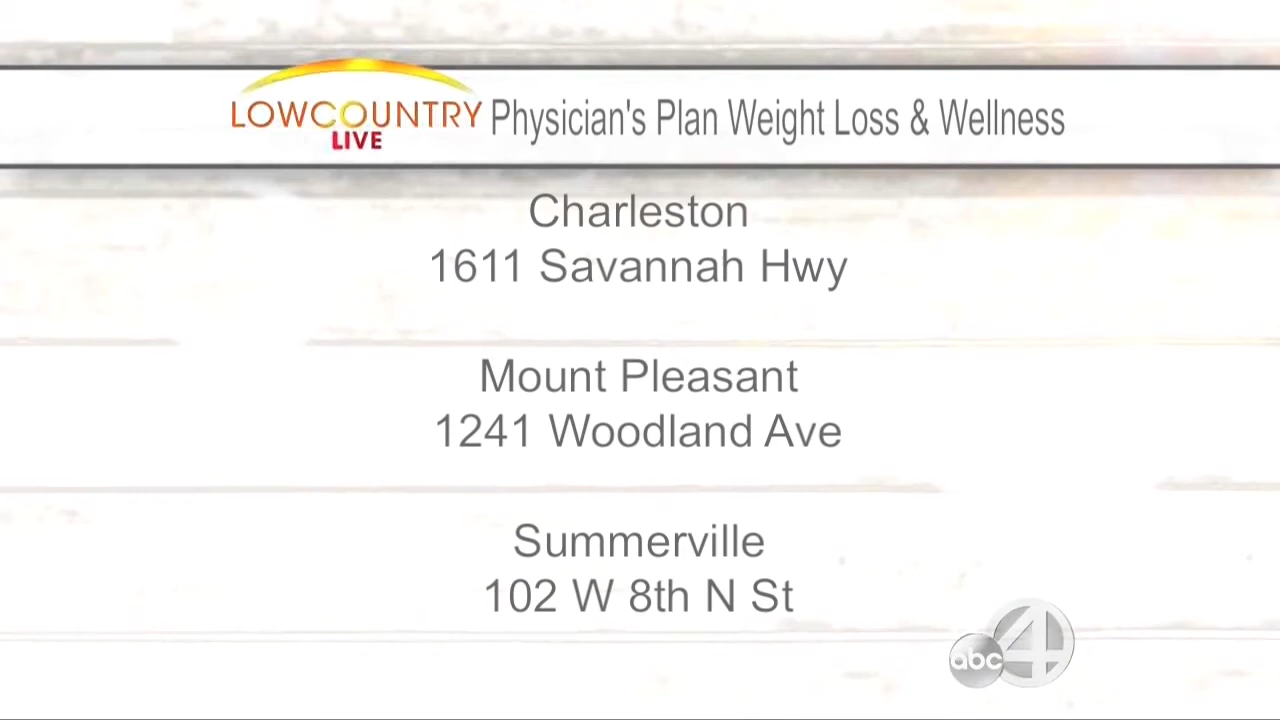 LOWCOUNTRY
LIVE
Physician's Plan Weight Loss & Wellness
Charleston
1611 Savannah Hwy
Mount Pleasant
1241 Woodland Ave
Summerville
102 W 8th N St
abc 4